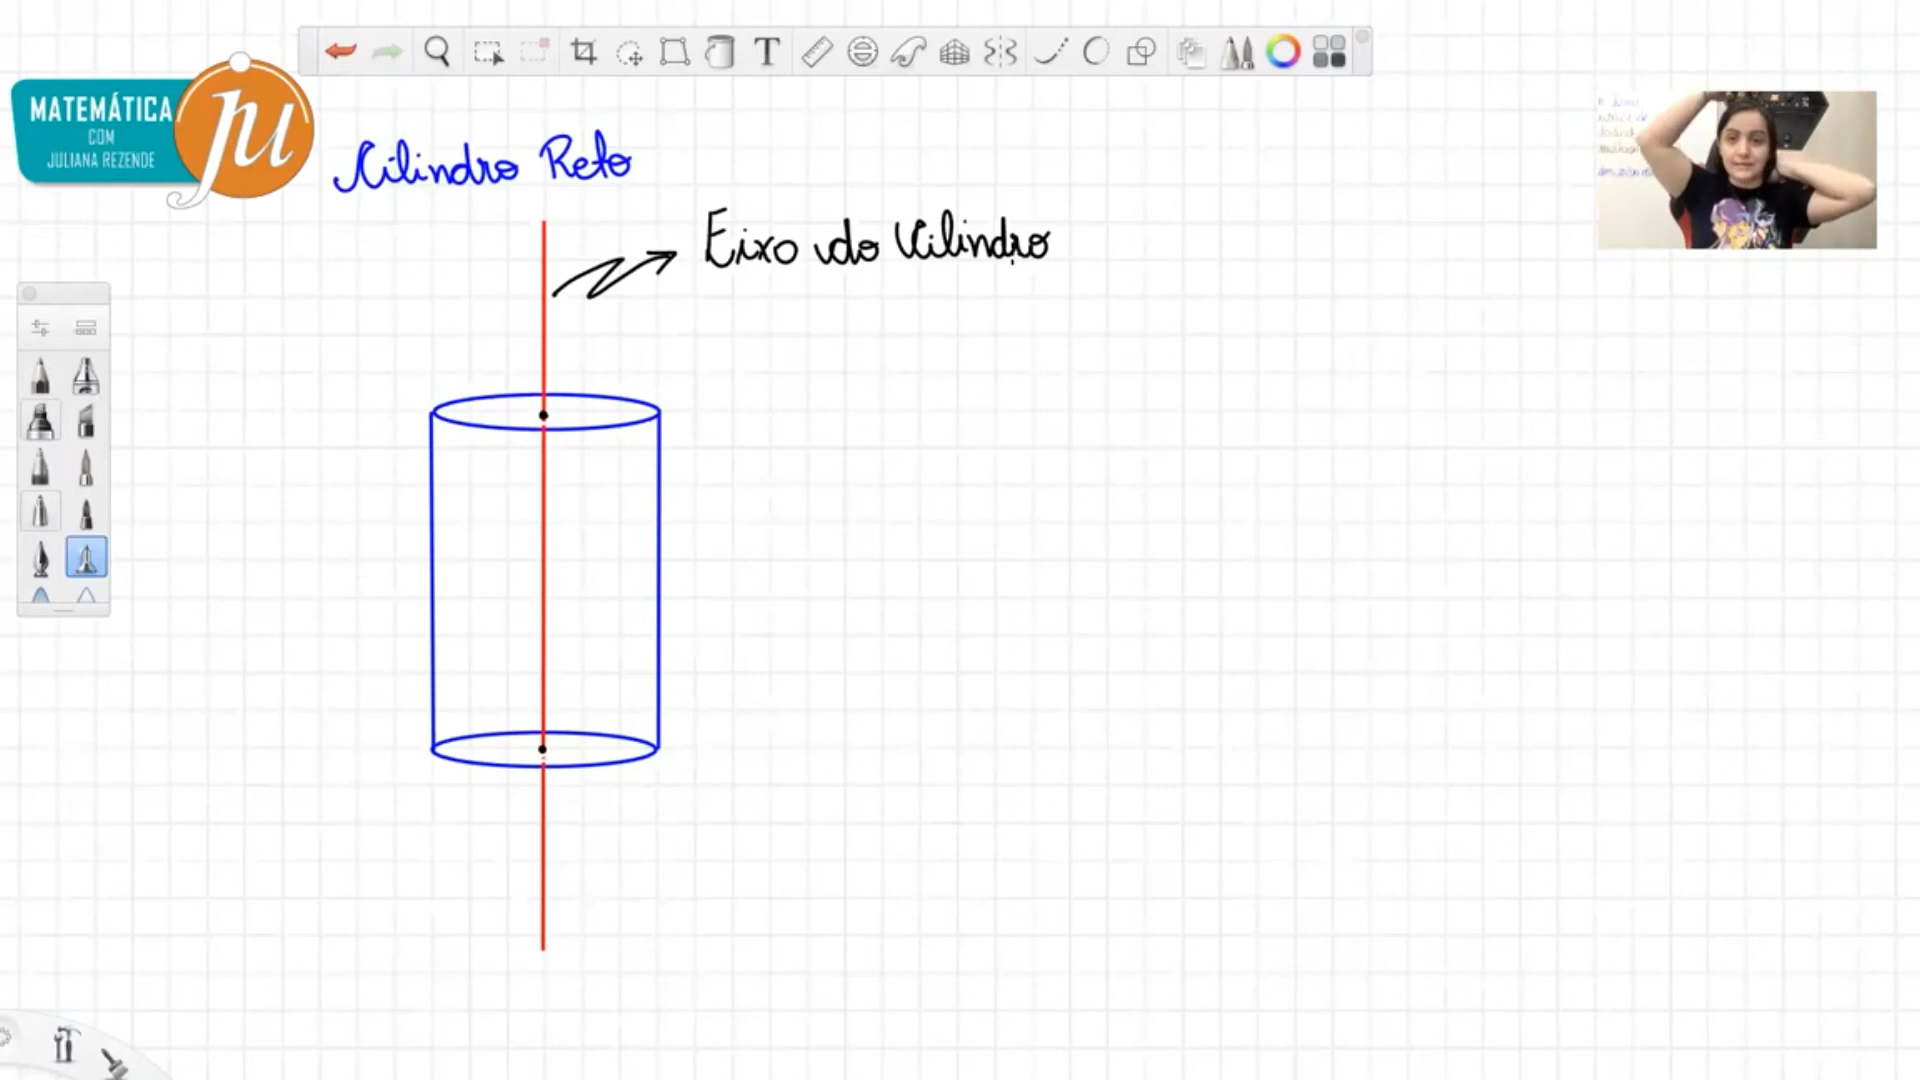 MATEMÁTICA
COM
JULIANA REZENDE
Ju
Cilindro Reto
Eixo do Cilindro
T